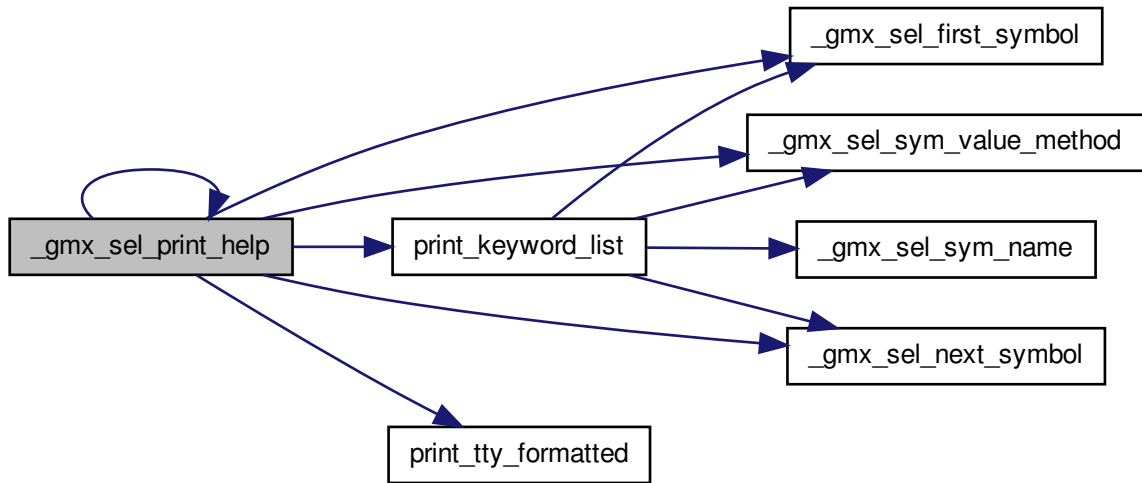 _gmx_sel_first_symbol
_gmx_sel_sym_value_method
_gmx_sel_print_help
print_keyword_list
_gmx_sel_sym_name
_gmx_sel_next_symbol
print_tty_formatted